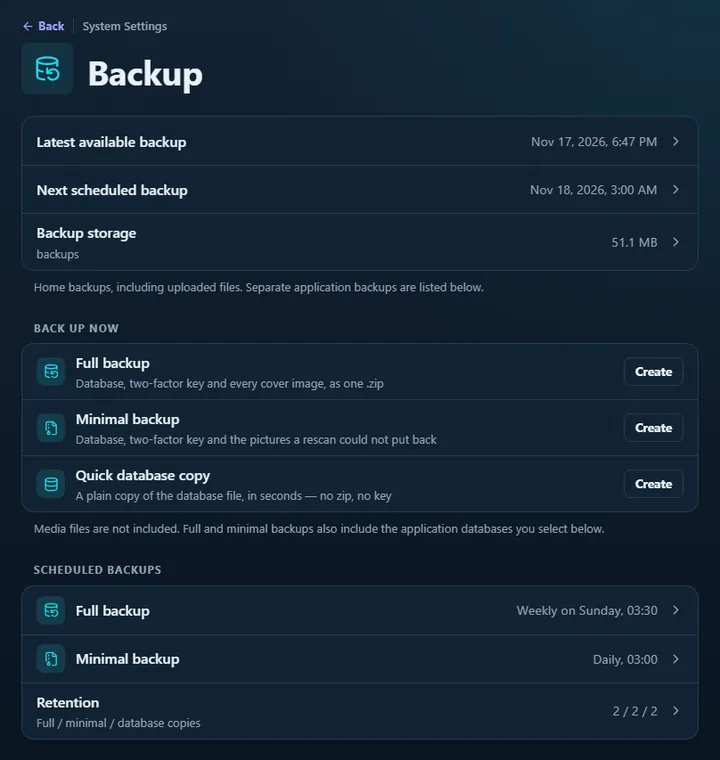 ← Back System Settings
Backup
Latest available backup Nov 17, 2026, 6:47 PM
Next scheduled backup Nov 18, 2026, 3:00 AM
Backup storage
backups
51.1 MB
Home backups, including uploaded files. Separate application backups are listed below.
BACK UP NOW
Full backup
Database, two-factor key and every cover image, as one .zip
Create
Minimal backup
Database, two-factor key and the pictures a rescan could not put back
Create
Quick database copy
A plain copy of the database file, in seconds — no zip, no key
Create
Media files are not included. Full and minimal backups also include the application databases you select below.
SCHEDULED BACKUPS
Full backup Weekly on Sunday, 03:30
Minimal backup Daily, 03:00
Retention
Full / minimal / database copies
2 / 2 / 2